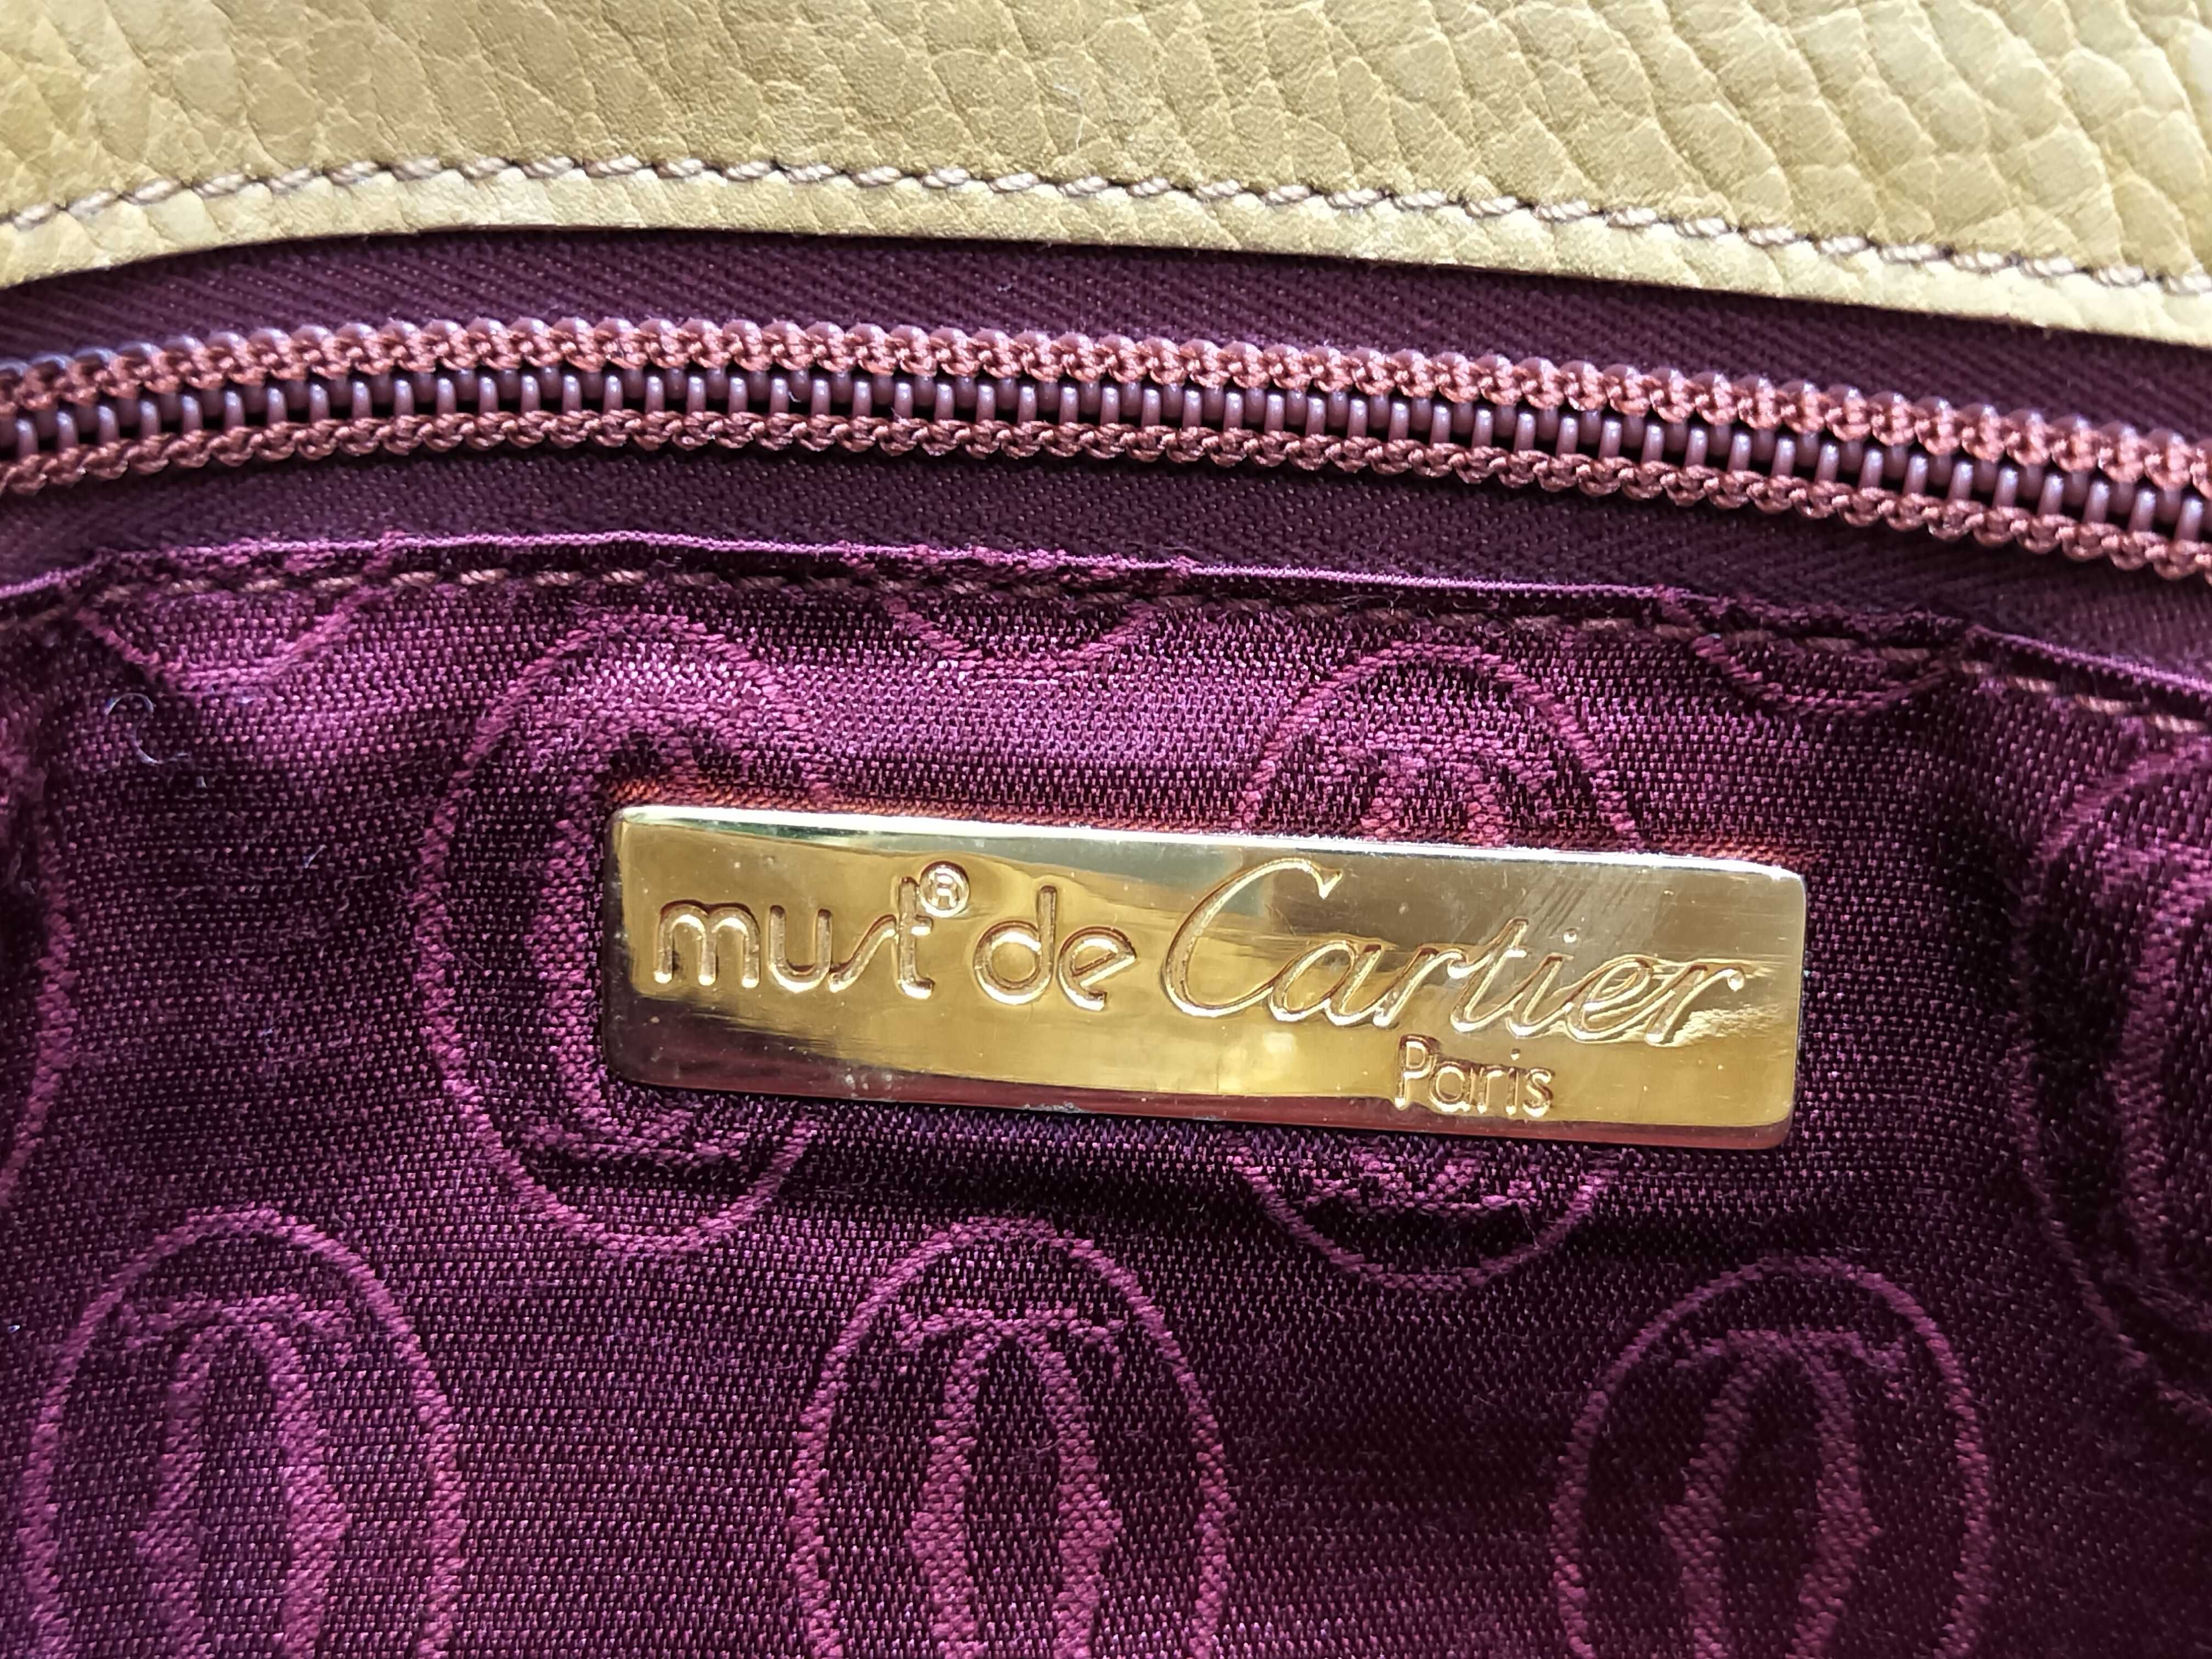 must® de Cartier
Paris